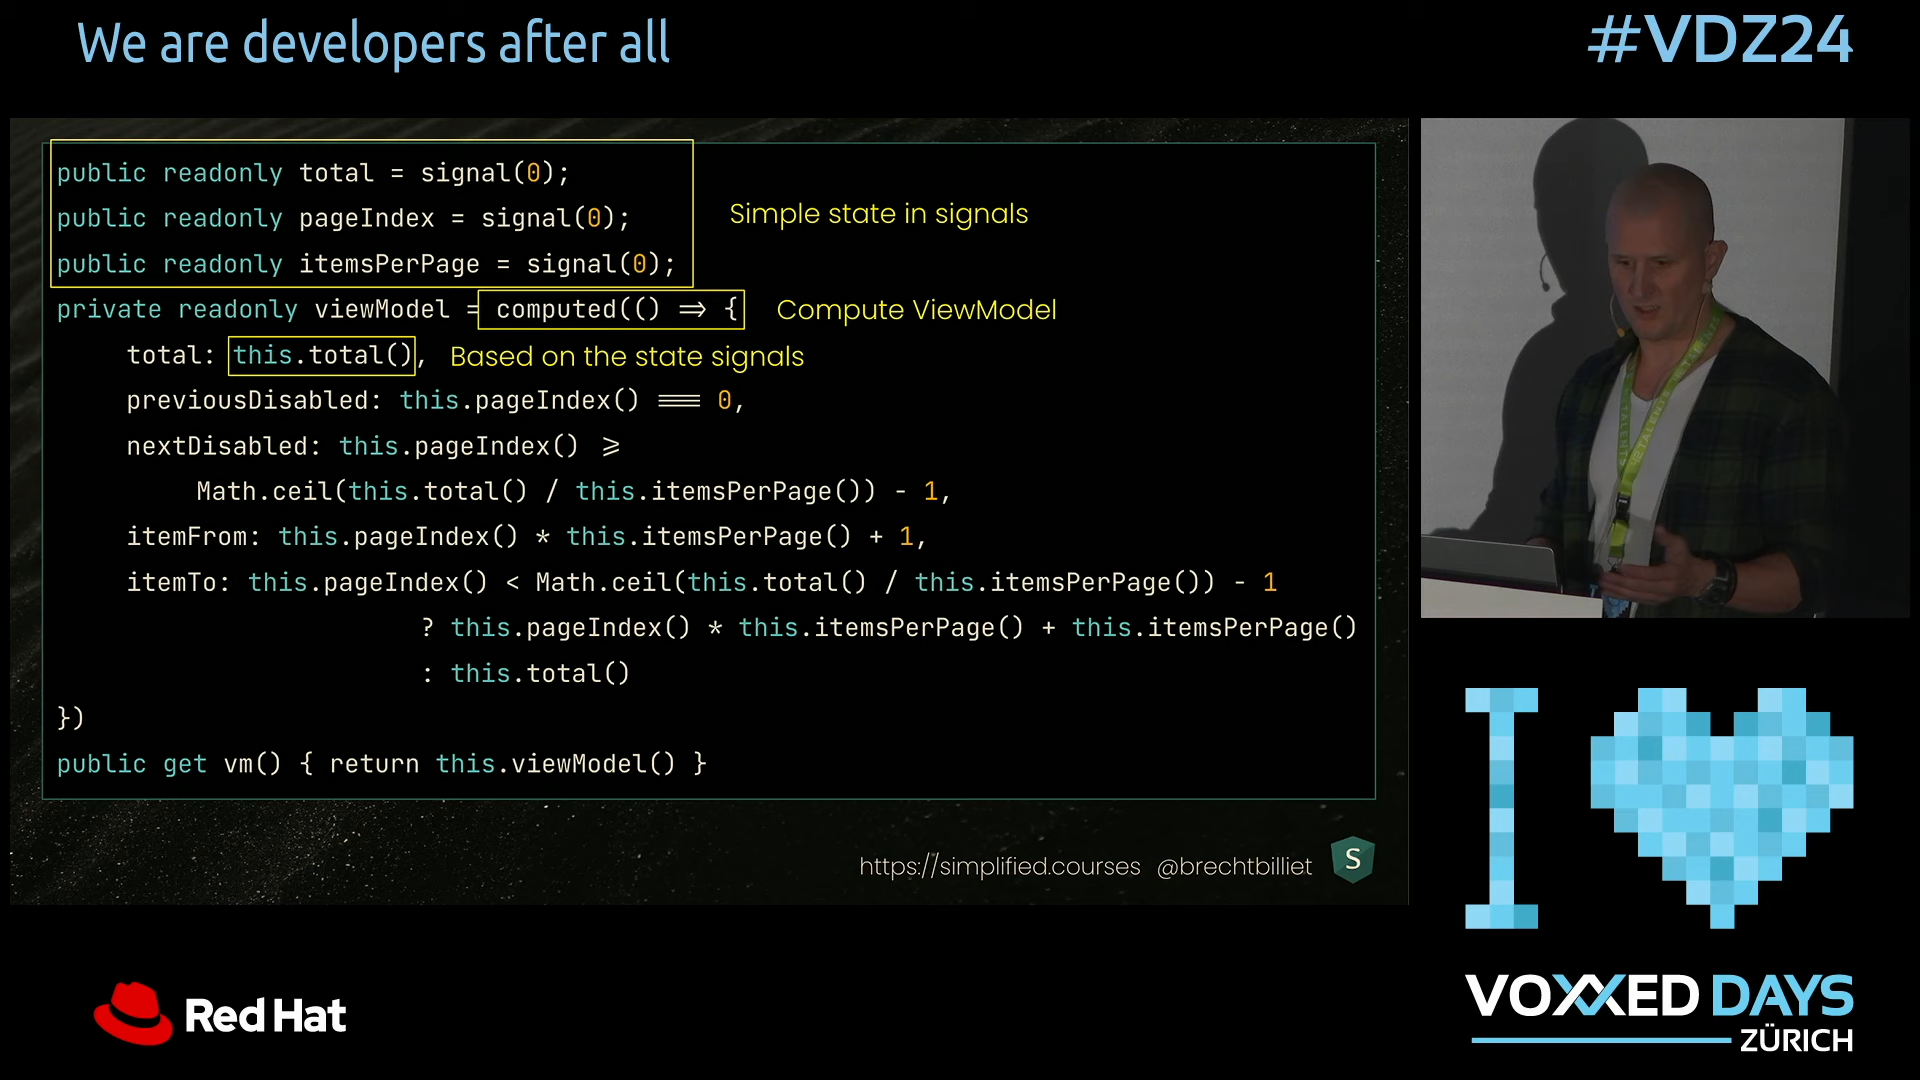 We are developers after all
#VDZ24
public readonly total = signal(0);
public readonly pageIndex = signal(0);
public readonly itemsPerPage = signal(0);
Simple state in signals
private readonly viewModel = computed(() => {
Compute ViewModel
total: this.total(),
Based on the state signals
previousDisabled: this.pageIndex() === 0,
nextDisabled: this.pageIndex() >=
Math.ceil(this.total() / this.itemsPerPage()) - 1,
itemFrom: this.pageIndex() * this.itemsPerPage() + 1,
itemTo: this.pageIndex() < Math.ceil(this.total() / this.itemsPerPage()) - 1
? this.pageIndex() * this.itemsPerPage() + this.itemsPerPage()
: this.total()
})
public get vm() { return this.viewModel() }
https://simplified.courses @brechtbilliet
S
42TALENTS
I
Red Hat
VOXXED DAYS
ZÜRICH